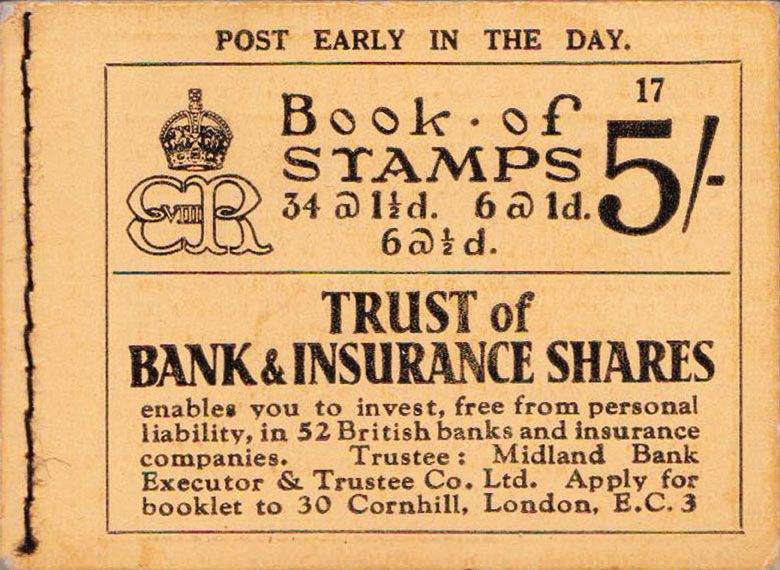 POST EARLY IN THE DAY.
17
Book · of
STAMPS
5/-
34 @ 1½d. 6 @ 1d.
6 @ ½d.
EVIIIR
TRUST of
BANK & INSURANCE SHARES
enables you to invest, free from personal
liability, in 52 British banks and insurance
companies. Trustee: Midland Bank
Executor & Trustee Co. Ltd. Apply for
booklet to 30 Cornhill, London, E.C. 3